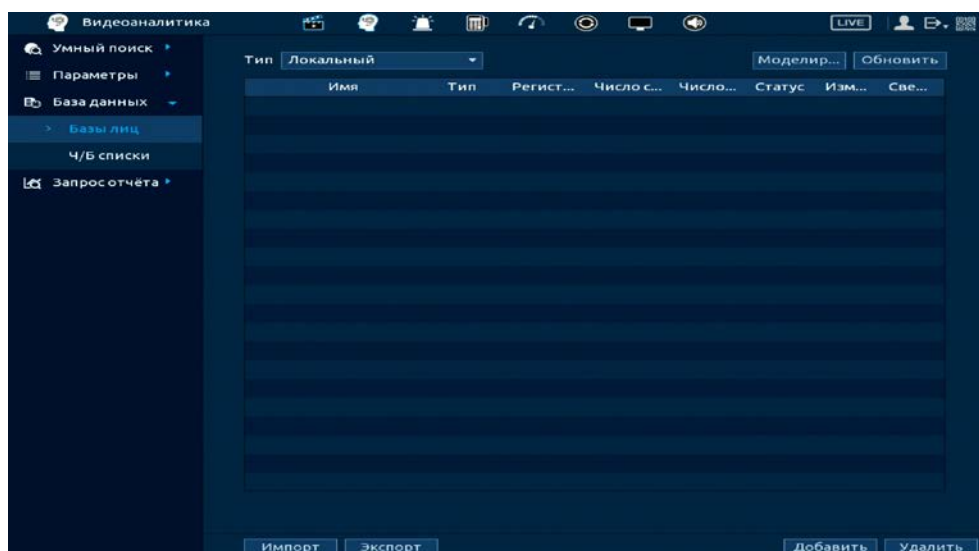 Видеоаналитика LIVE
Умный поиск
Тип Локальный Моделир... Обновить
Параметры
Имя Тип Регист... Число с... Число... Статус Изм... Све...
База данных
Базы лиц
Ч/Б списки
Запрос отчёта
Импорт Экспорт Добавить Удалить